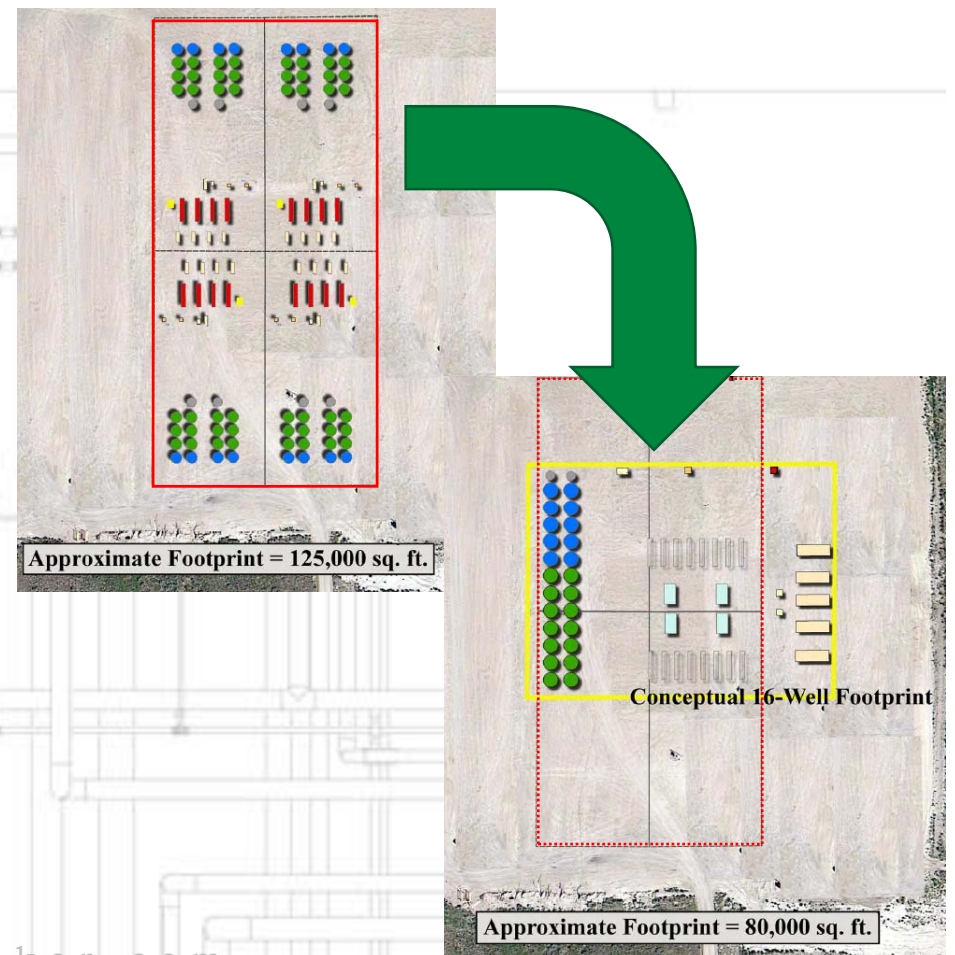 Approximate Footprint = 125,000 sq. ft.
Conceptual 16-Well Footprint
Approximate Footprint = 80,000 sq. ft.